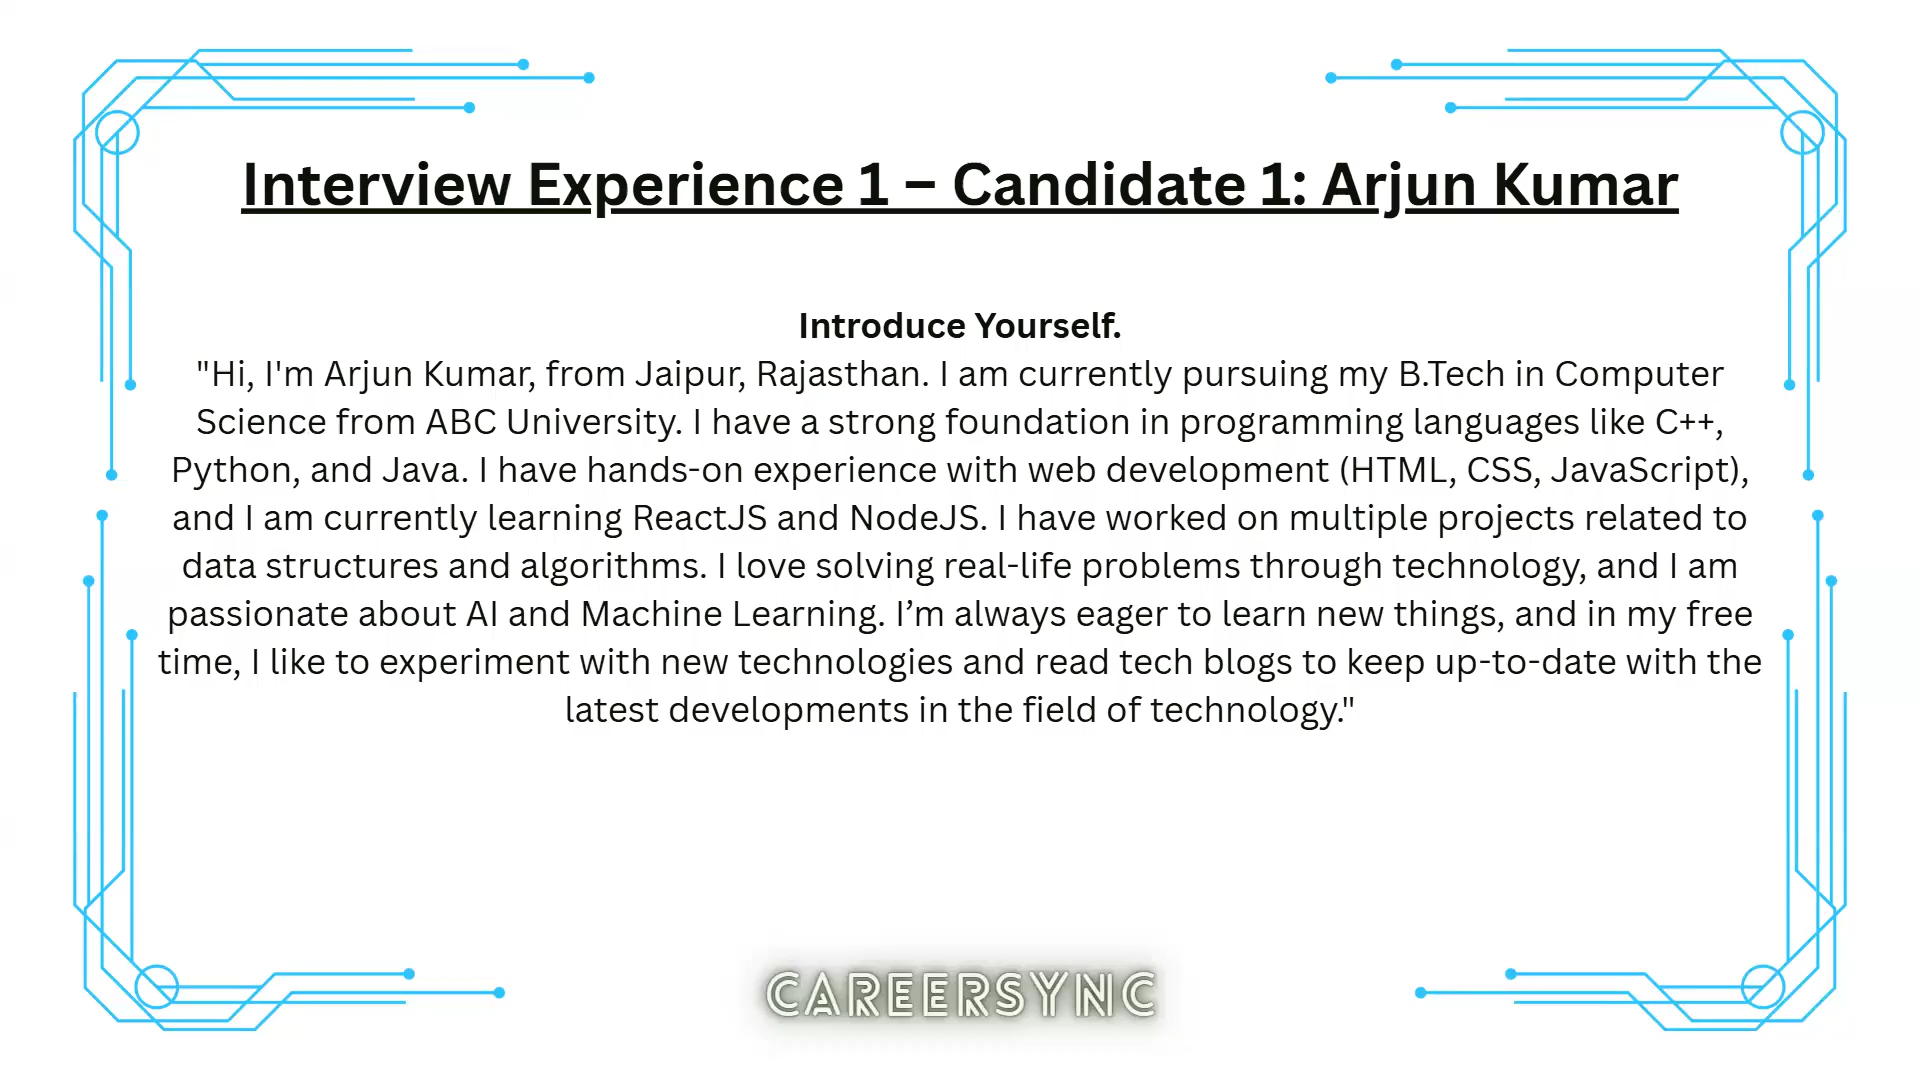 Interview Experience 1 – Candidate 1: Arjun Kumar
Introduce Yourself.
"Hi, I'm Arjun Kumar, from Jaipur, Rajasthan. I am currently pursuing my B.Tech in Computer
Science from ABC University. I have a strong foundation in programming languages like C++,
Python, and Java. I have hands-on experience with web development (HTML, CSS, JavaScript),
and I am currently learning ReactJS and NodeJS. I have worked on multiple projects related to
data structures and algorithms. I love solving real-life problems through technology, and I am
passionate about AI and Machine Learning. I’m always eager to learn new things, and in my free
time, I like to experiment with new technologies and read tech blogs to keep up-to-date with the
latest developments in the field of technology."
CAREERSYNC